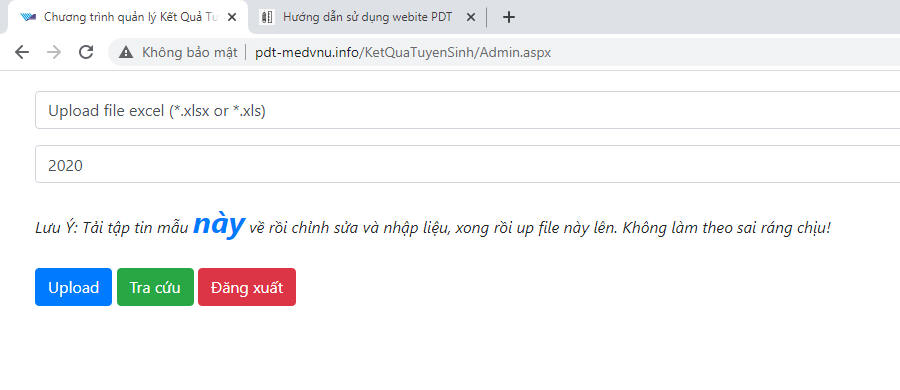 Chương trình quản lý Kết Quả Tu
Hướng dẫn sử dụng webite PDT
Không bảo mật | pdt-medvnu.info/KetQuaTuyenSinh/Admin.aspx
Upload file excel (*.xlsx or *.xls)
2020
Lưu Ý: Tải tập tin mẫu này về rồi chỉnh sửa và nhập liệu, xong rồi up file này lên. Không làm theo sai ráng chịu!
Upload Tra cứu Đăng xuất